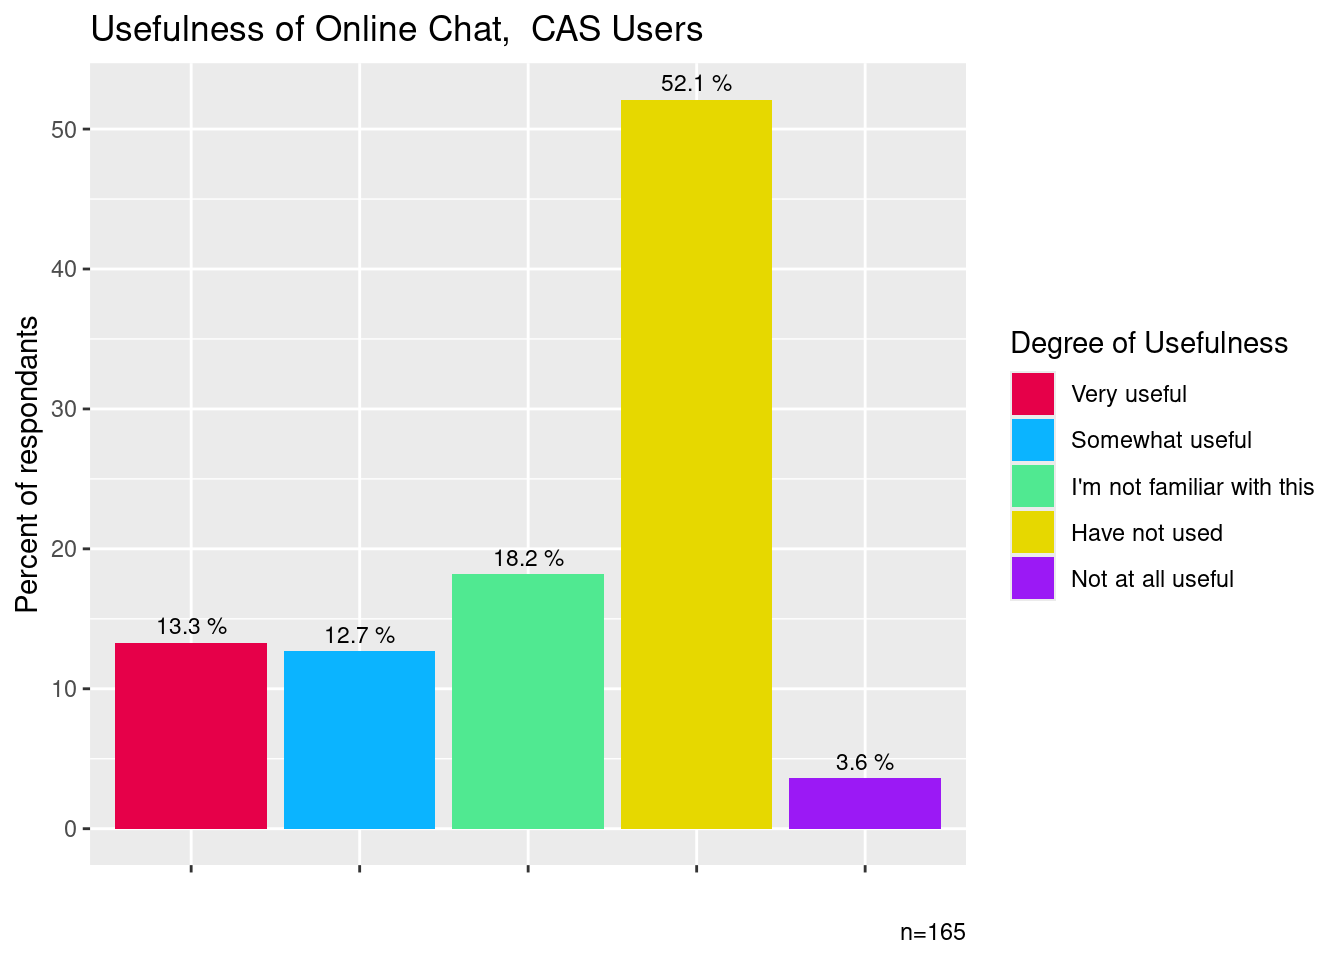 Usefulness of Online Chat,  CAS Users
Percent of respondants
50
40
30
20
10
0
13.3 %
12.7 %
18.2 %
52.1 %
3.6 %
Degree of Usefulness
Very useful
Somewhat useful
I'm not familiar with this
Have not used
Not at all useful
n=165